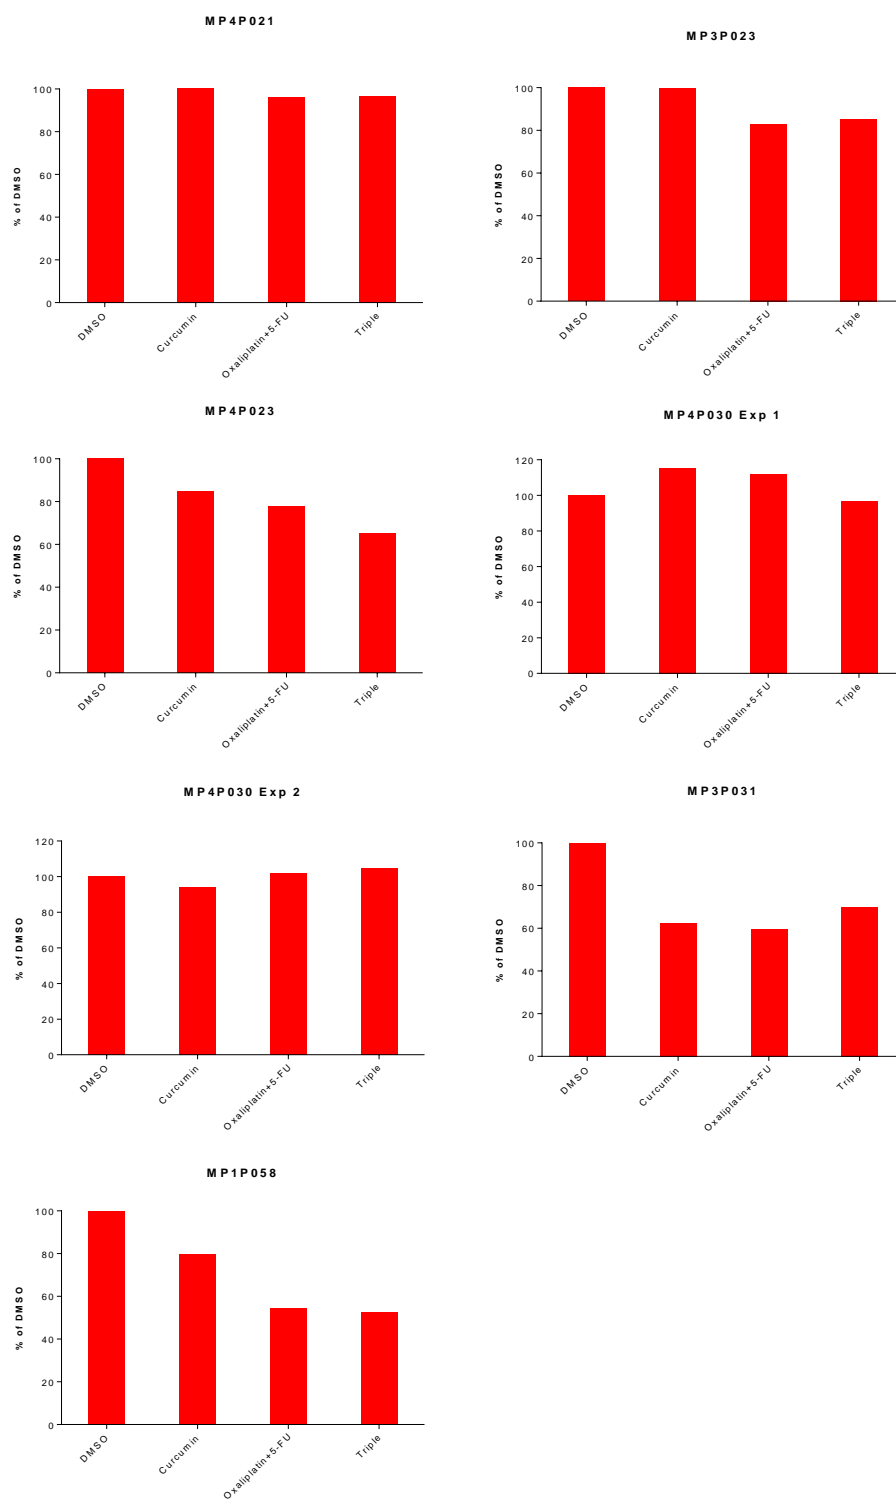 MP4P021
% of DMSO
100
80
60
40
20
0
DMSO
Curcumin
Oxaliplatin+5-FU
Triple
MP3P023
% of DMSO
100
80
60
40
20
0
DMSO
Curcumin
Oxaliplatin+5-FU
Triple
MP4P023
% of DMSO
100
80
60
40
20
0
DMSO
Curcumin
Oxaliplatin+5-FU
Triple
MP4P030 Exp 1
% of DMSO
120
100
80
60
40
20
0
DMSO
Curcumin
Oxaliplatin+5-FU
Triple
MP4P030 Exp 2
% of DMSO
120
100
80
60
40
20
0
DMSO
Curcumin
Oxaliplatin+5-FU
Triple
MP3P031
% of DMSO
100
80
60
40
20
0
DMSO
Curcumin
Oxaliplatin+5-FU
Triple
MP1P058
% of DMSO
100
80
60
40
20
0
DMSO
Curcumin
Oxaliplatin+5-FU
Triple